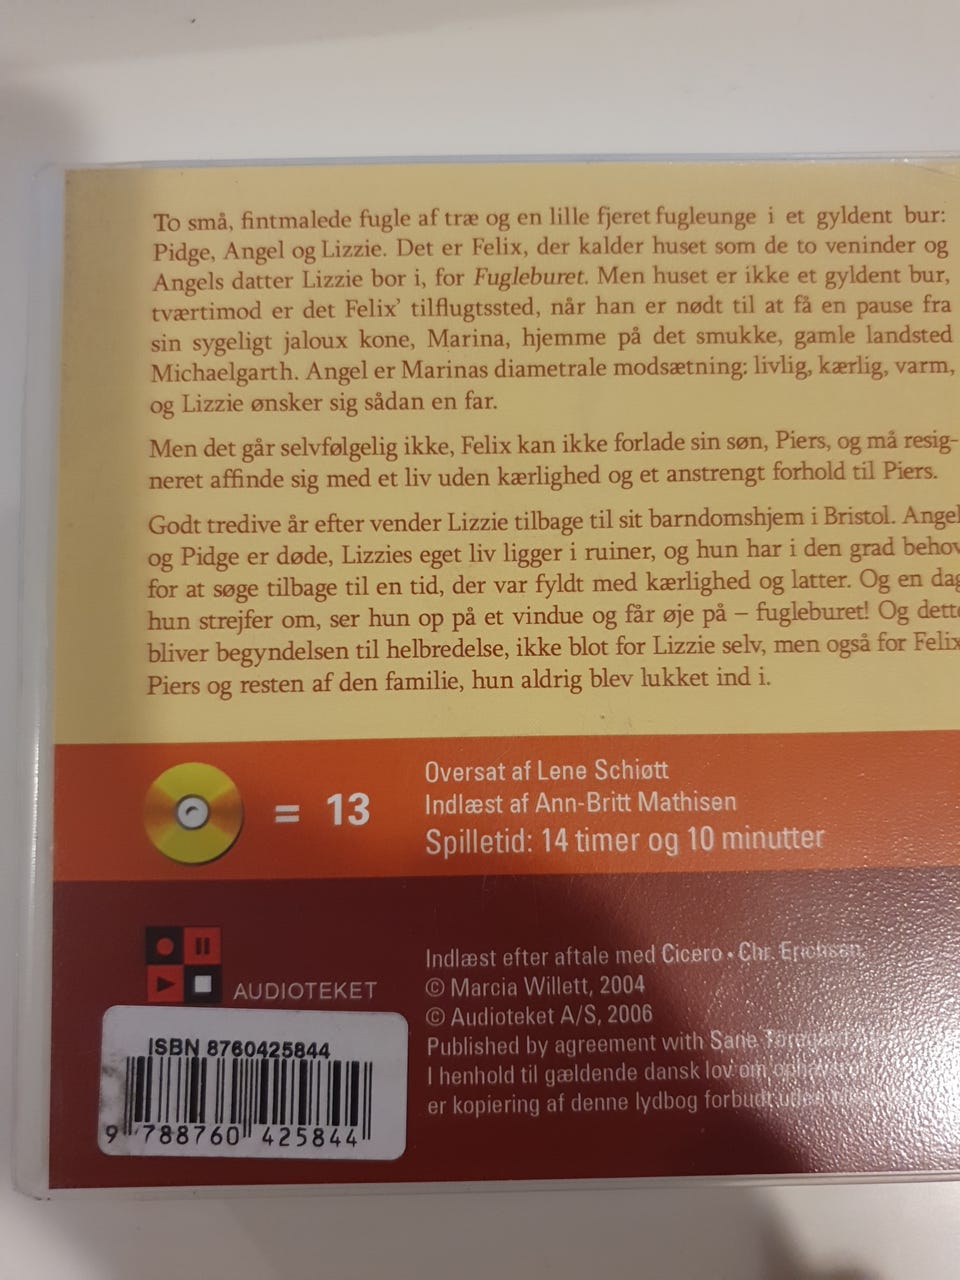 To små, fintmalede fugle af træ og en lille fjeret fugleunge i et gyldent bur:
Pidge, Angel og Lizzie. Det er Felix, der kalder huset som de to veninder og
Angels datter Lizzie bor i, for Fugleburet. Men huset er ikke et gyldent bur,
tværtimod er det Felix’ tilflugtssted, når han er nødt til at få en pause fra
sin sygeligt jaloux kone, Marina, hjemme på det smukke, gamle landsted
Michaelgarth. Angel er Marinas diametrale modsætning: livlig, kærlig, varm,
og Lizzie ønsker sig sådan en far.
Men det går selvfølgelig ikke, Felix kan ikke forlade sin søn, Piers, og må resig-
neret affinde sig med et liv uden kærlighed og et anstrengt forhold til Piers.
Godt tredive år efter vender Lizzie tilbage til sit barndomshjem i Bristol. Angel
og Pidge er døde, Lizzies eget liv ligger i ruiner, og hun har i den grad behov
for at søge tilbage til en tid, der var fyldt med kærlighed og latter. Og en dag
hun strejfer om, ser hun op på et vindue og får øje på – fugleburet! Og dette
bliver begyndelsen til helbredelse, ikke blot for Lizzie selv, men også for Felix
Piers og resten af den familie, hun aldrig blev lukket ind i.
= 13
Oversat af Lene Schiøtt
Indlæst af Ann-Britt Mathisen
Spilletid: 14 timer og 10 minutter
AUDIOTEKET
Indlæst efter aftale med Cicero • Chr. Erichsen
© Marcia Willett, 2004
© Audioteket A/S, 2006
Published by agreement with Sane
I henhold til gældende dansk lov om
er kopiering af denne lydbog forbudt uden
ISBN 8760425844
9 788760 425844